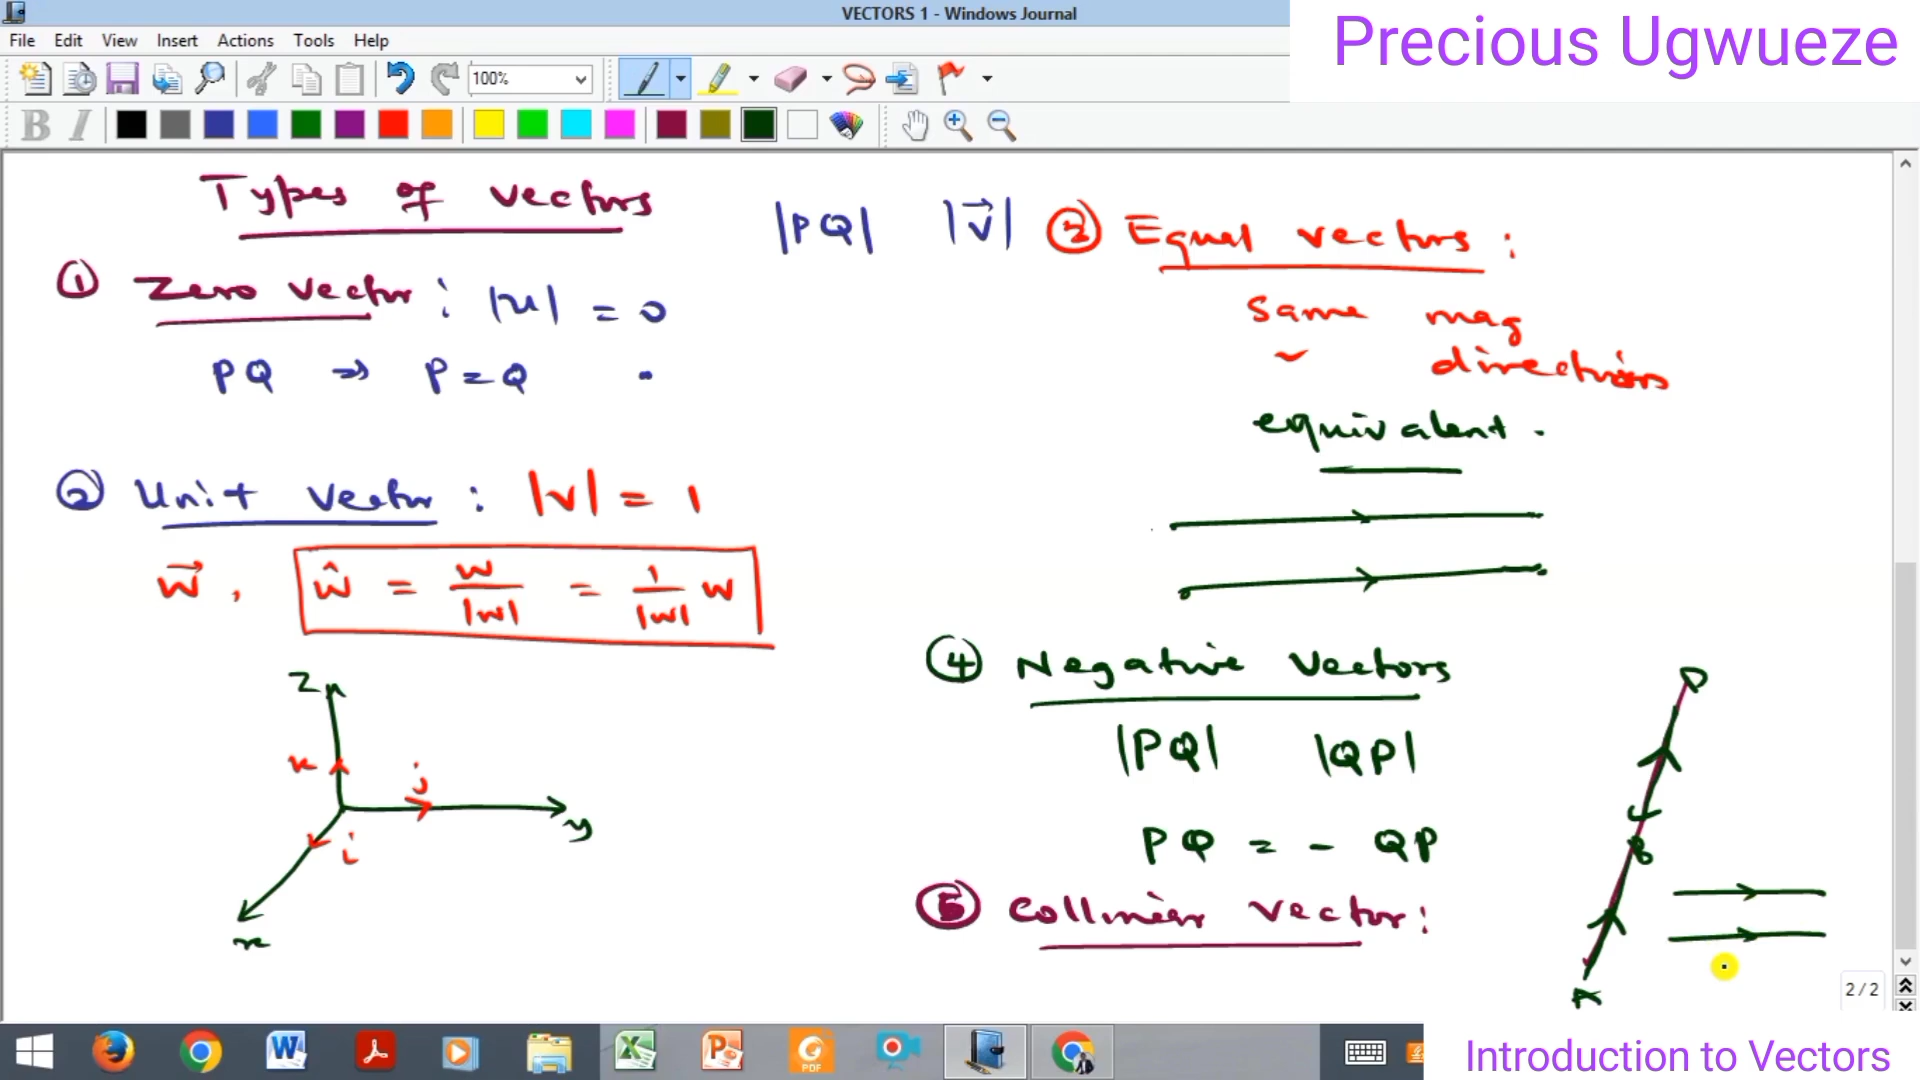 VECTORS 1 - Windows Journal
Precious Ugwueze
File Edit View Insert Actions Tools Help
100%
B I
Types of vectors
① Zero vector : |u| = 0
PQ ⇒ P = Q
② Unit Vector : |v| = 1
w⃗ , ŵ = w/|w| = 1/|w| w
z
k
j
y
i
x
|PQ| |v⃗|
③ Equal vectors :
Same mag
〃 directions
equivalent .
④ Negative Vectors
|PQ| |QP|
PQ = - QP
⑤ Collinear vector :
D
B
A
2 / 2
W
X
P
PDF
Introduction to Vectors